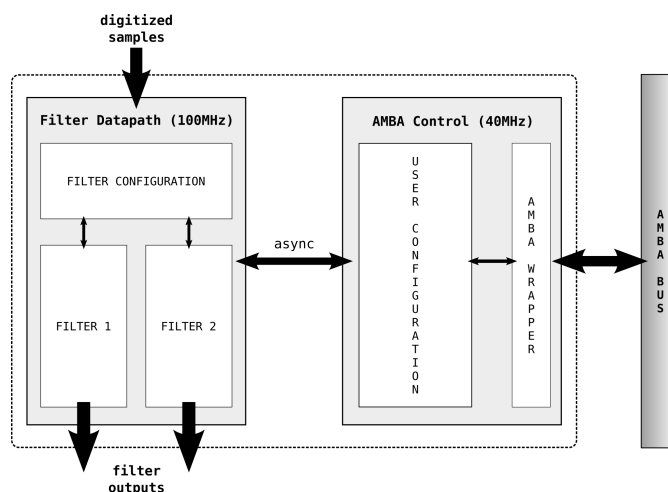 digitized
samples
Filter Datapath (100MHz)
FILTER CONFIGURATION
FILTER 1
FILTER 2
async
AMBA Control (40MHz)
USER CONFIGURATION
AMBA WRAPPER
AMBA BUS
filter
outputs